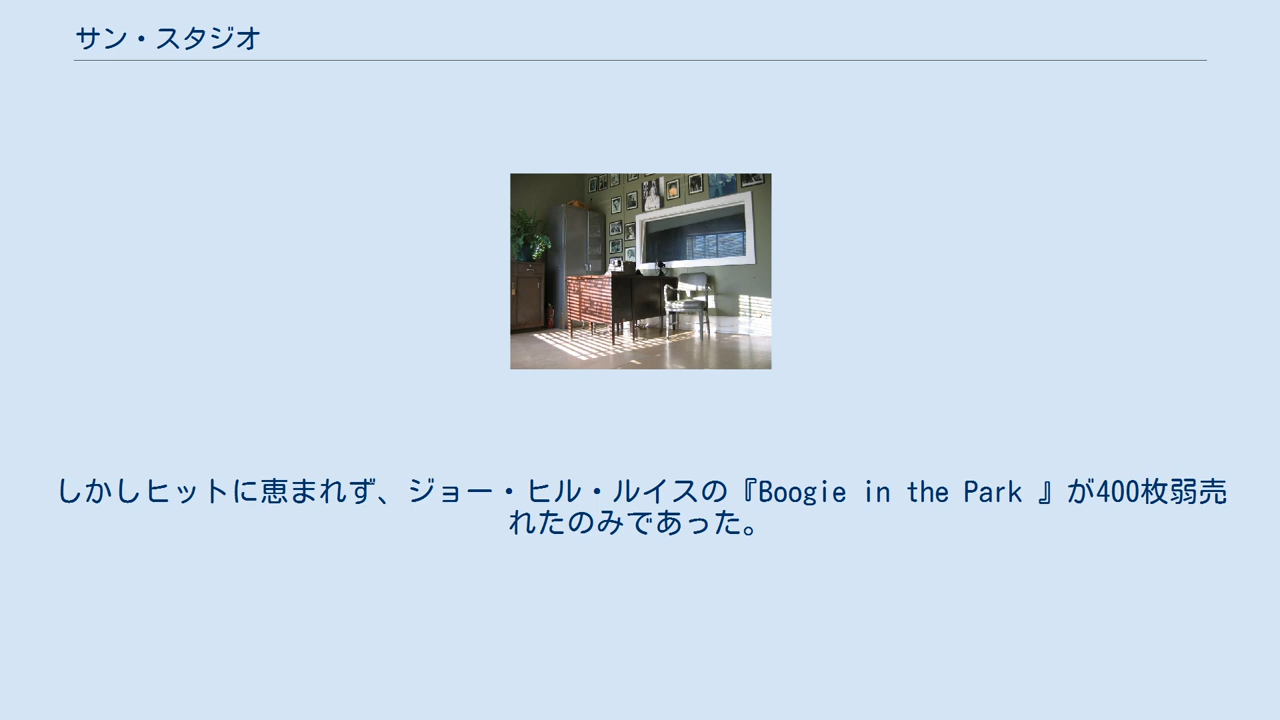 サン・スタジオ
しかしヒットに恵まれず、ジョー・ヒル・ルイスの『Boogie in the Park 』が400枚弱売
れたのみであった。